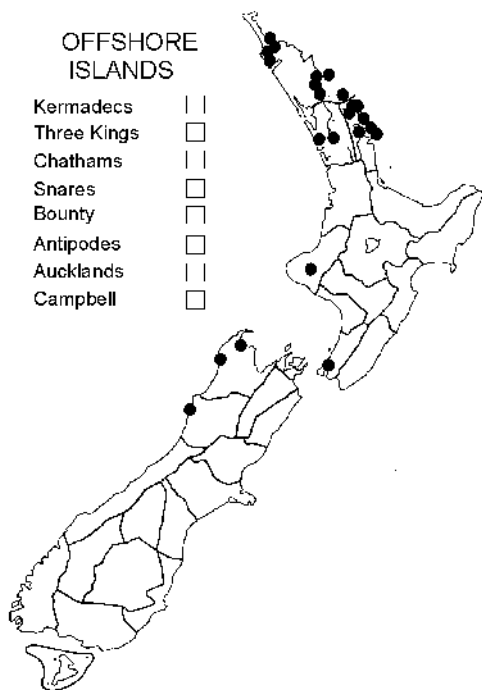 OFFSHORE
ISLANDS
Kermadecs
Three Kings
Chathams
Snares
Bounty
Antipodes
Aucklands
Campbell